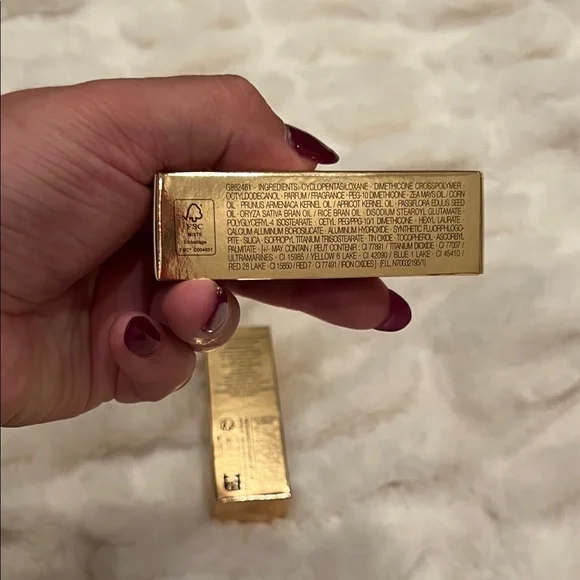 G862461 - INGREDIENTS: CYCLOPENTASILOXANE - DIMETHICONE CROSSPOLYMER -
OCTYLDODECANOL - PARFUM / FRAGRANCE - PEG-10 DIMETHICONE - ZEA MAYS OIL / CORN
OIL - PRUNUS ARMENIACA KERNEL OIL / APRICOT KERNEL OIL - PASSIFLORA EDULIS SEED
OIL - ORYZA SATIVA BRAN OIL / RICE BRAN OIL - DISODIUM STEAROYL GLUTAMATE -
POLYGLYCERYL-4 ISOSTEARATE - CETYL PEG/PPG-10/1 DIMETHICONE - HEXYL LAURATE
CALCIUM ALUMINUM BOROSILICATE - ALUMINUM HYDROXIDE - SYNTHETIC FLUORPHLOGO-
PITE - SILICA - ISOPROPYL TITANIUM TRIISOSTEARATE - TIN OXIDE - TOCOPHEROL - ASCORBYL
PALMITATE - +/- MAY CONTAIN / PEUT CONTENIR : CI 77891 / TITANIUM DIOXIDE - CI 77007 /
ULTRAMARINES - CI 15985 / YELLOW 6 LAKE - CI 42090 / BLUE 1 LAKE - CI 45410 /
RED 28 LAKE - CI 15850 / RED 7 - CI 77491 / IRON OXIDES] (F.I.L. N70032195/1)
FSC
MIXTE
Emballage